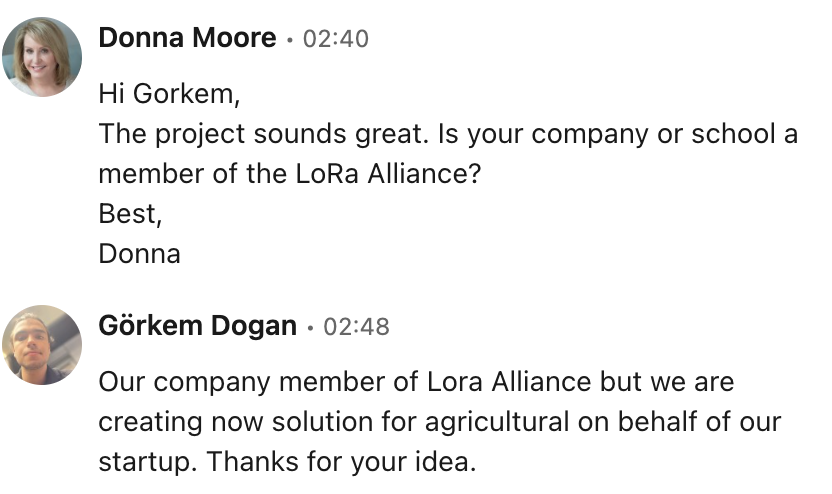 Donna Moore • 02:40
Hi Gorkem,
The project sounds great. Is your company or school a
member of the LoRa Alliance?
Best,
Donna
Görkem Dogan • 02:48
Our company member of Lora Alliance but we are
creating now solution for agricultural on behalf of our
startup. Thanks for your idea.